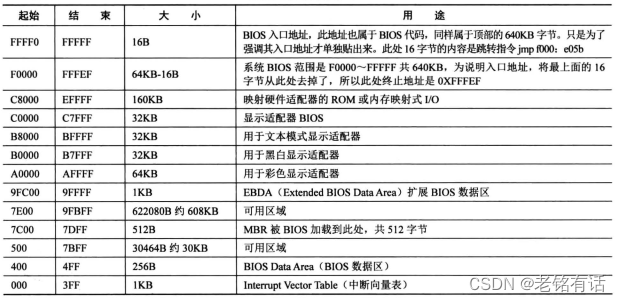 起始 结 束 大 小 用 途
FFFF0 FFFFF 16B BIOS 入口地址，此地址也属于 BIOS 代码，同样属于顶部的 640KB 字节。只是为了
强调其入口地址才单独贴出来。此处 16 字节的内容是跳转指令 jmp f000：e05b
F0000 FFFEF 64KB-16B 系统 BIOS 范围是 F0000～FFFFF 共 640KB，为说明入口地址，将最上面的 16
字节从此处去掉了，所以此处终止地址是 0XFFFEF
C8000 EFFFF 160KB 映射硬件适配器的 ROM 或内存映射式 I/O
C0000 C7FFF 32KB 显示适配器 BIOS
B8000 BFFFF 32KB 用于文本模式显示适配器
B0000 B7FFF 32KB 用于黑白显示适配器
A0000 AFFFF 64KB 用于彩色显示适配器
9FC00 9FFFF 1KB EBDA（Extended BIOS Data Area）扩展 BIOS 数据区
7E00 9FBFF 622080B 约 608KB 可用区域
7C00 7DFF 512B MBR 被 BIOS 加载到此处，共 512 字节
500 7BFF 30464B 约 30KB 可用区域
400 4FF 256B BIOS Data Area（BIOS 数据区）
000 3FF 1KB Interrupt Vector Table（中断向量表）
CSDN @老铭有话